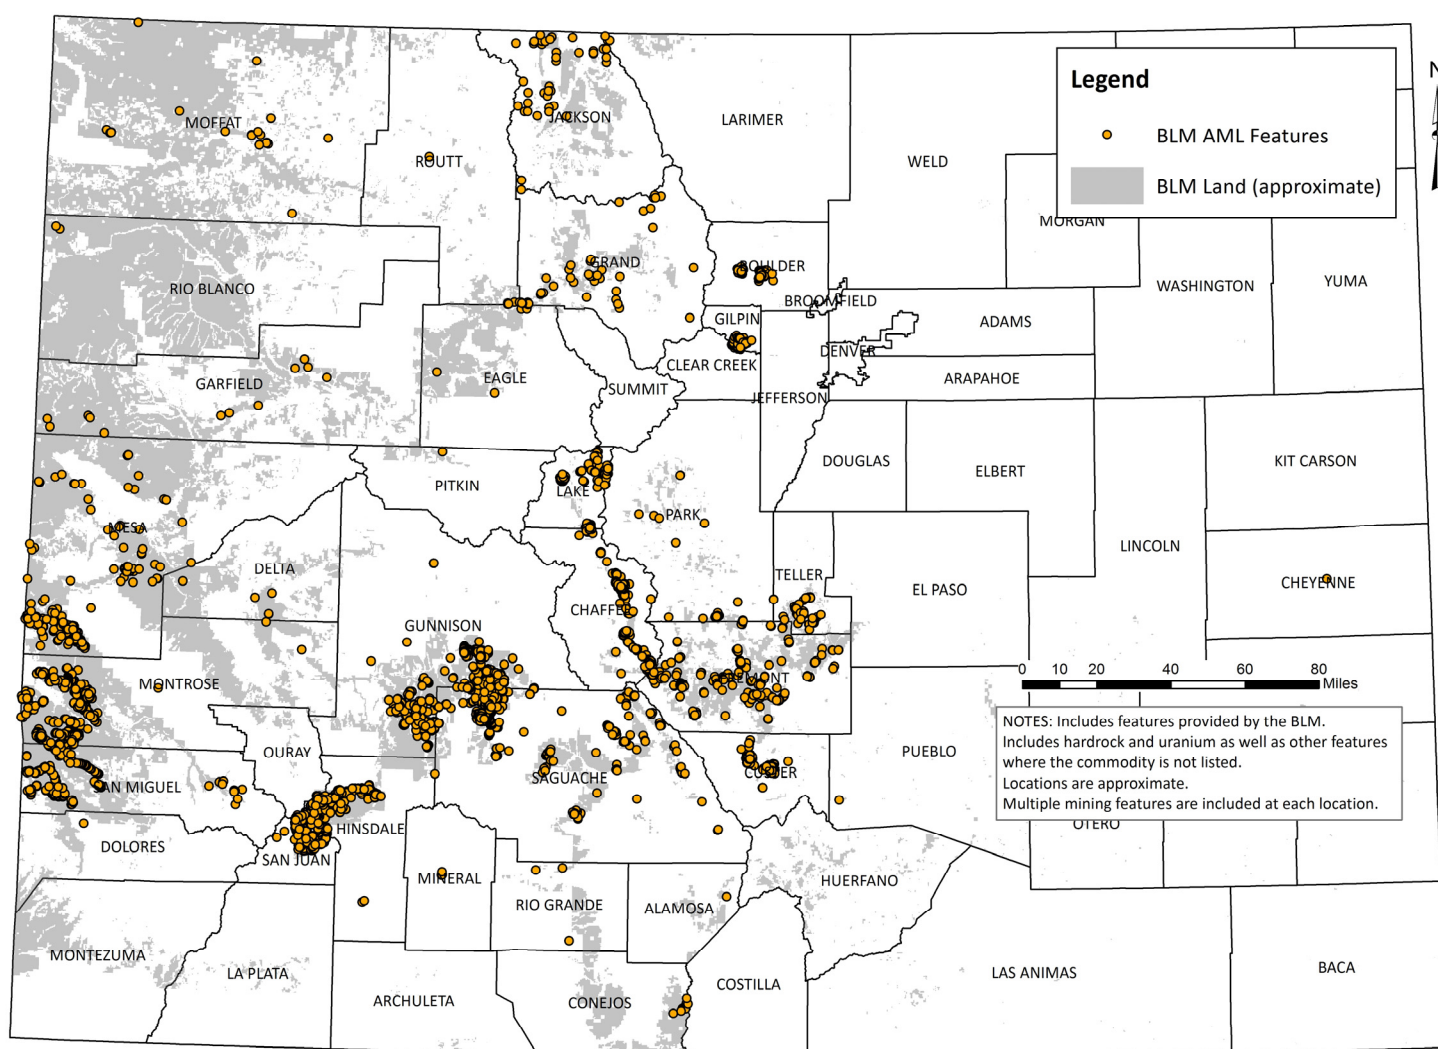 Legend
N
BLM AML Features
BLM Land (approximate)
MOFFAT
JACKSON
LARIMER
ROUTT
WELD
MORGAN
GRAND
BOULDER
RIO BLANCO
BROOMFIELD
WASHINGTON
YUMA
GILPIN
ADAMS
DENVER
CLEAR CREEK
EAGLE
GARFIELD
SUMMIT
ARAPAHOE
JEFFERSON
DOUGLAS
ELBERT
KIT CARSON
PITKIN
LAKE
PARK
MESA
LINCOLN
DELTA
TELLER
CHEYENNE
EL PASO
CHAFFEE
GUNNISON
FREMONT
MONTROSE
0 10 20 40 60 80
Miles
NOTES: Includes features provided by the BLM.
Includes hardrock and uranium as well as other features
where the commodity is not listed.
Locations are approximate.
Multiple mining features are included at each location.
OURAY
PUEBLO
SAGUACHE
CUSTER
SAN MIGUEL
OTERO
HINSDALE
DOLORES
SAN JUAN
MINERAL
HUERFANO
RIO GRANDE
ALAMOSA
MONTEZUMA
LA PLATA
LAS ANIMAS
BACA
COSTILLA
ARCHULETA
CONEJOS